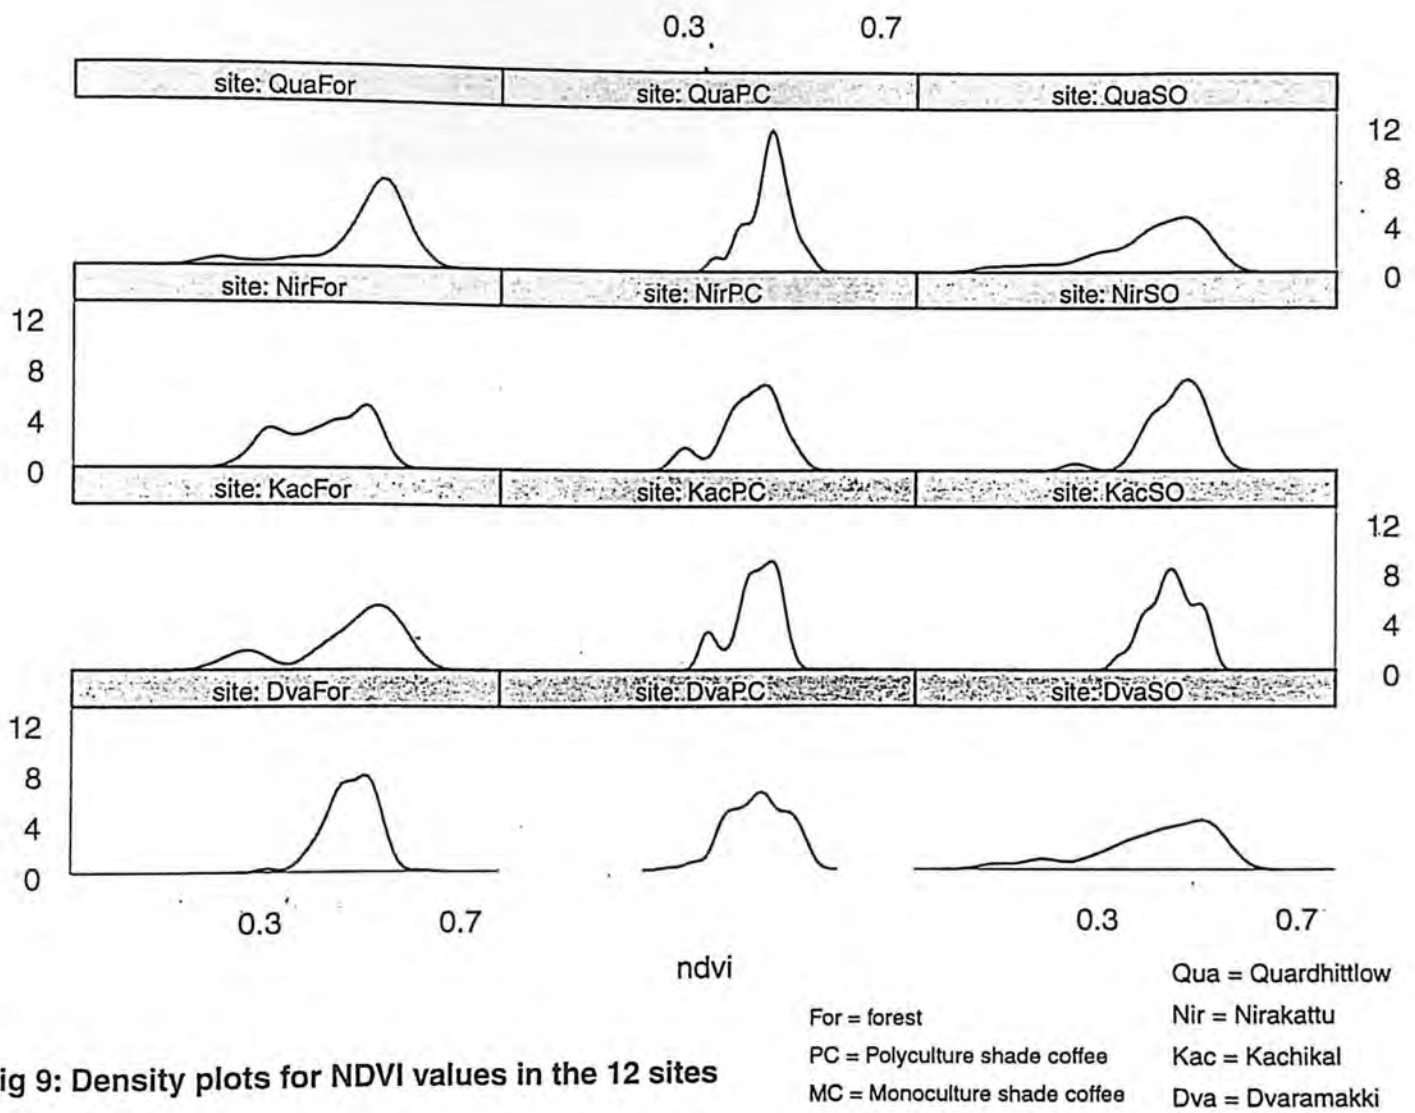 0.3 0.7
site: QuaFor site: QuaPC site: QuaSO
12
8
4
0
site: NirFor site: NirPC site: NirSO
12
8
4
0
site: KacFor site: KacPC site: KacSO
12
8
4
0
site: DvaFor site: DvaPC site: DvaSO
12
8
4
0
0.3 0.7 0.3 0.7
ndvi
Qua = Quardhittlow
For = forest Nir = Nirakattu
PC = Polyculture shade coffee Kac = Kachikal
MC = Monoculture shade coffee Dva = Dvaramakki
ig 9: Density plots for NDVI values in the 12 sites